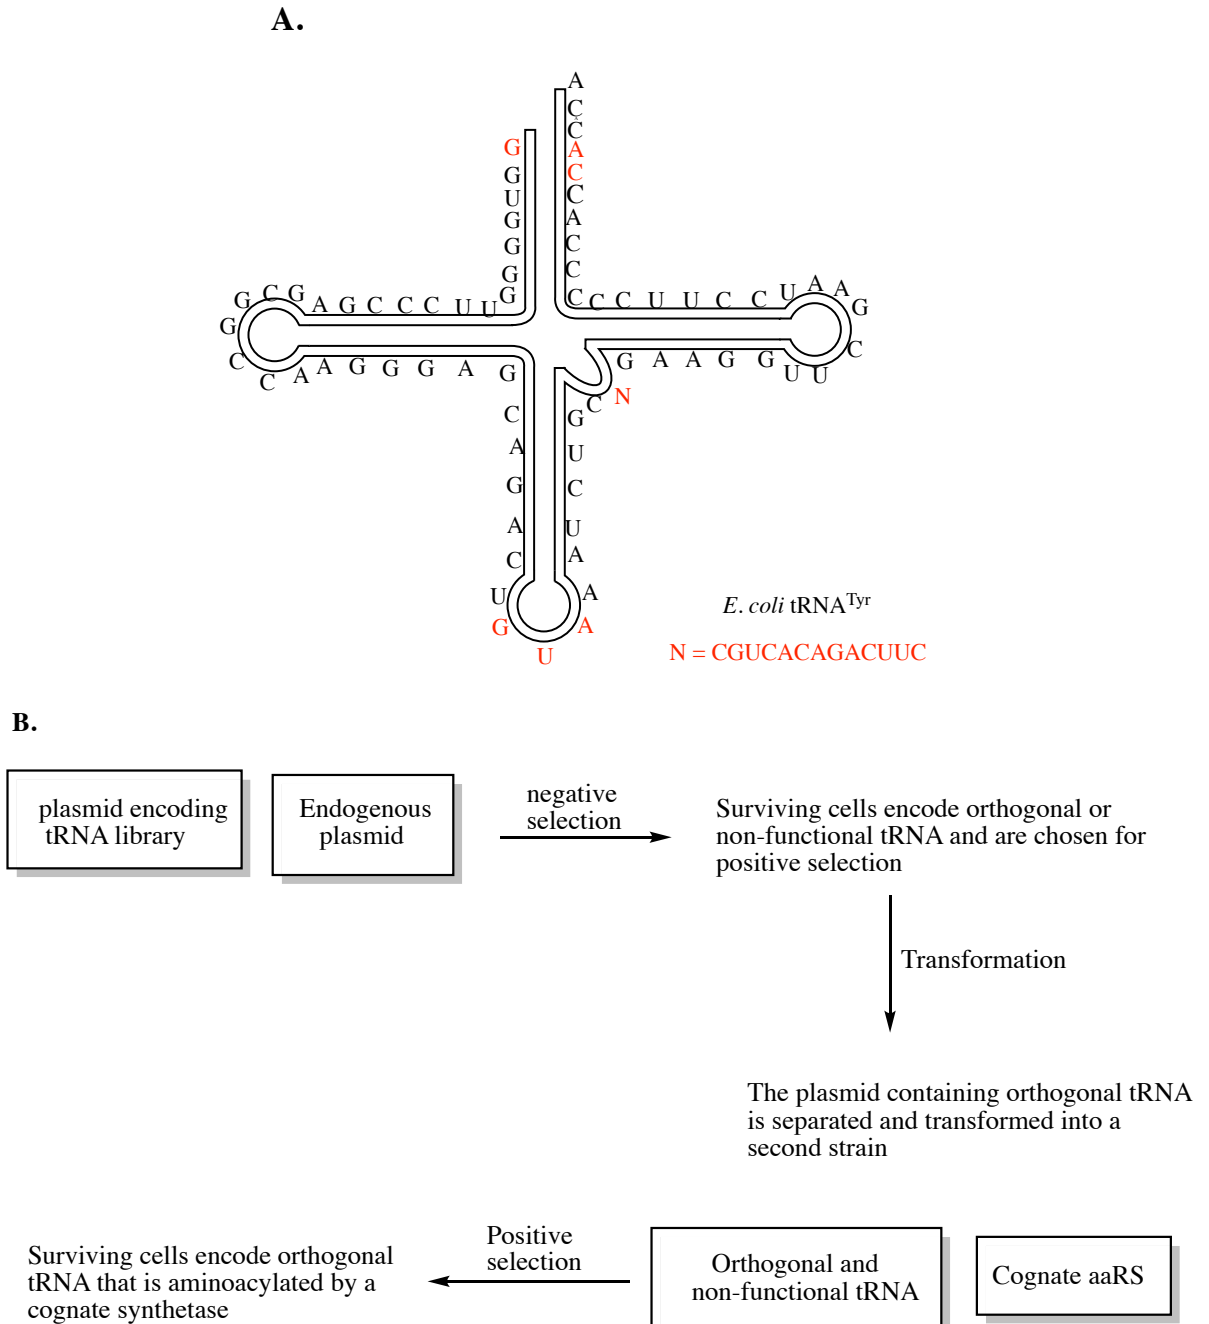 A.
A
C
C
G A
G C
U C
G A
G C
G C
G C
G C G A G C C C U U
C C U U C C U A A G C
G
C C A A G G G A G
G A A G G U U
C N
C G
A U
G C
A U
C A
U A
G A
U
E. coli tRNATyr
N = CGUCACAGACUUC
B.
plasmid encoding
tRNA library
Endogenous
plasmid
negative
selection
Surviving cells encode orthogonal or
non-functional tRNA and are chosen for
positive selection
Transformation
The plasmid containing orthogonal tRNA
is separated and transformed into a
second strain
Surviving cells encode orthogonal
tRNA that is aminoacylated by a
cognate synthetase
Positive
selection
Orthogonal and
non-functional tRNA
Cognate aaRS